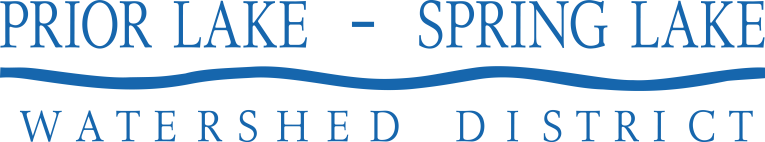 PRIOR LAKE - SPRING LAKE
WATERSHED DISTRICT